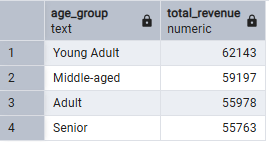 age_group total_revenue
text numeric
1 Young Adult 62143
2 Middle-aged 59197
3 Adult 55978
4 Senior 55763